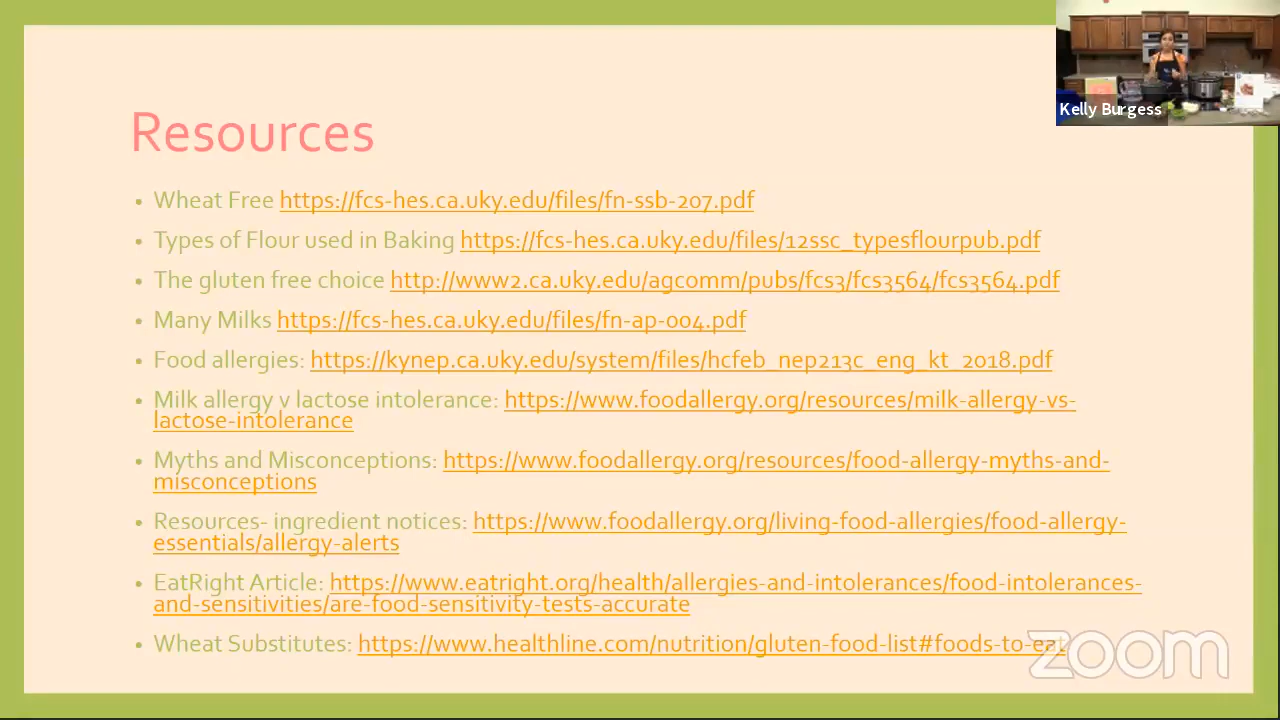 Kelly Burgess
Resources
• Wheat Free https://fcs-hes.ca.uky.edu/files/fn-ssb-207.pdf
• Types of Flour used in Baking https://fcs-hes.ca.uky.edu/files/12ssc_typesflourpub.pdf
• The gluten free choice http://www2.ca.uky.edu/agcomm/pubs/fcs3/fcs3564/fcs3564.pdf
• Many Milks https://fcs-hes.ca.uky.edu/files/fn-ap-004.pdf
• Food allergies: https://kynep.ca.uky.edu/system/files/hcfeb_nep213c_eng_kt_2018.pdf
• Milk allergy v lactose intolerance: https://www.foodallergy.org/resources/milk-allergy-vs-
lactose-intolerance
• Myths and Misconceptions: https://www.foodallergy.org/resources/food-allergy-myths-and-
misconceptions
• Resources- ingredient notices: https://www.foodallergy.org/living-food-allergies/food-allergy-
essentials/allergy-alerts
• EatRight Article: https://www.eatright.org/health/allergies-and-intolerances/food-intolerances-
and-sensitivities/are-food-sensitivity-tests-accurate
• Wheat Substitutes: https://www.healthline.com/nutrition/gluten-food-list#foods-to-eat
zoom